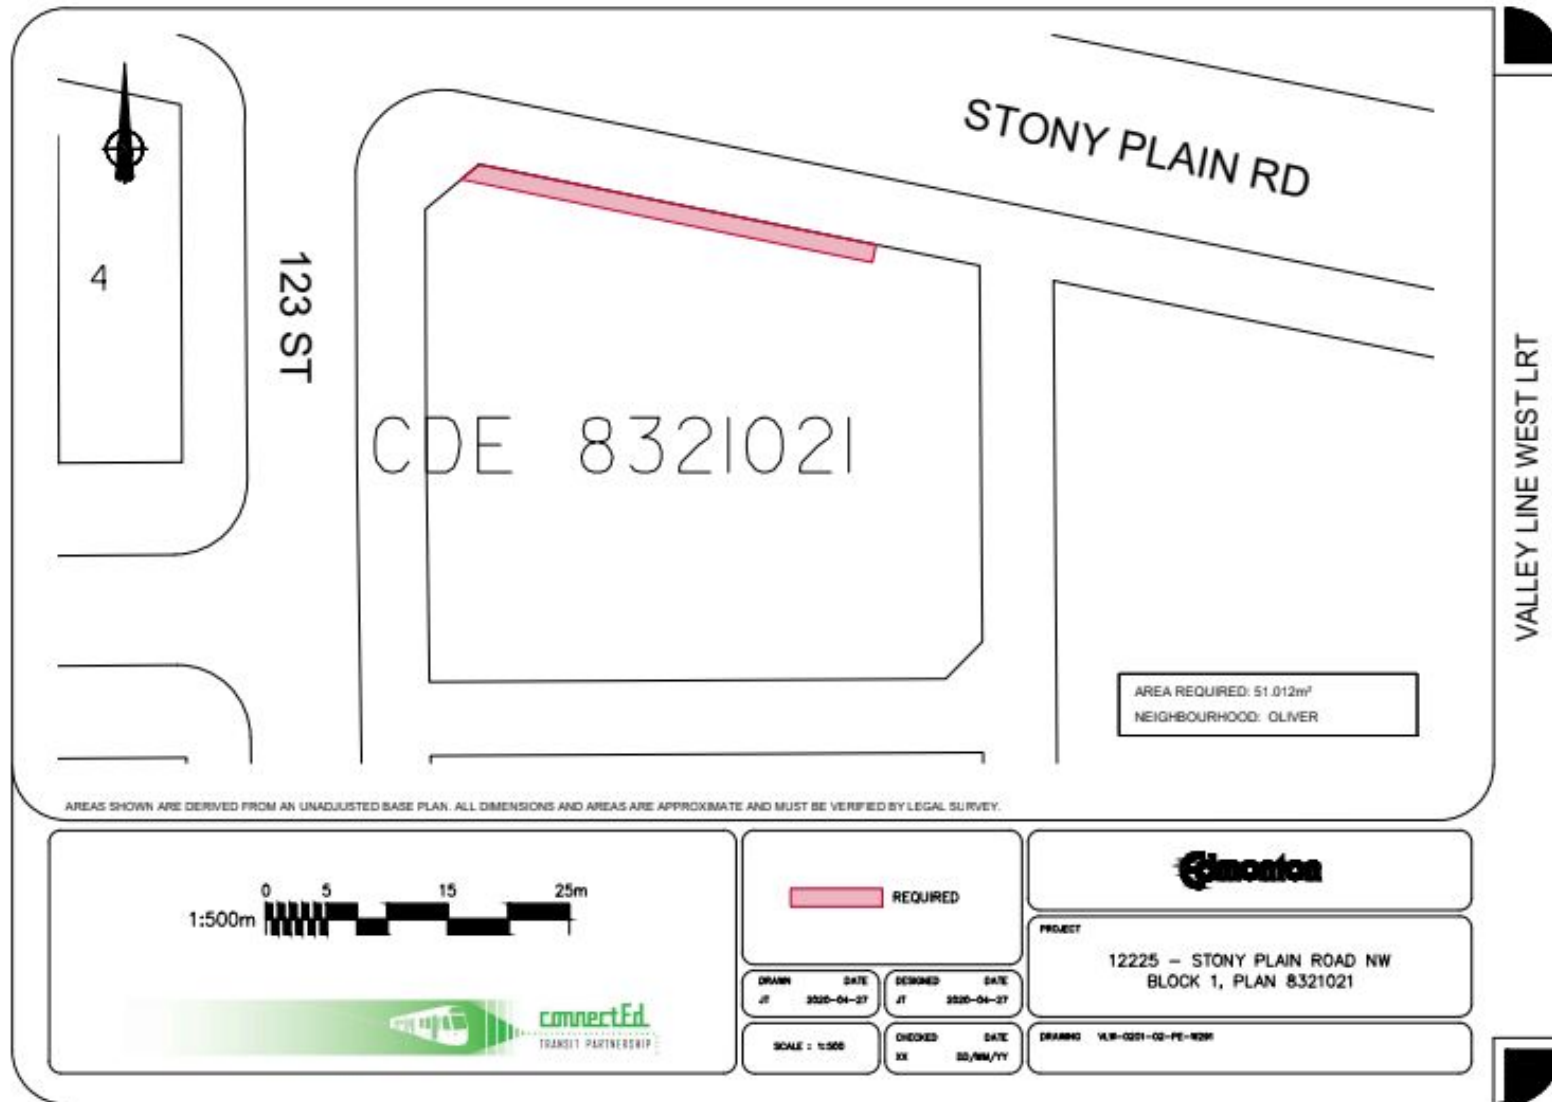 STONY PLAIN RD
123 ST
4
CDE 8321021
VALLEY LINE WEST LRT
AREA REQUIRED: 51.012m²
NEIGHBOURHOOD: OLIVER
AREAS SHOWN ARE DERIVED FROM AN UNADJUSTED BASE PLAN. ALL DIMENSIONS AND AREAS ARE APPROXIMATE AND MUST BE VERIFIED BY LEGAL SURVEY.
0 5 15 25m
1:500m
connectEd
TRANSIT PARTNERSHIP
REQUIRED
DRAWN DATE
JT 2020-04-27
DESIGNED DATE
JT 2020-04-27
SCALE : 1:500
CHECKED DATE
XX DD/MM/YY
Edmonton
PROJECT
12225 – STONY PLAIN ROAD NW
BLOCK 1, PLAN 8321021
DRAWING